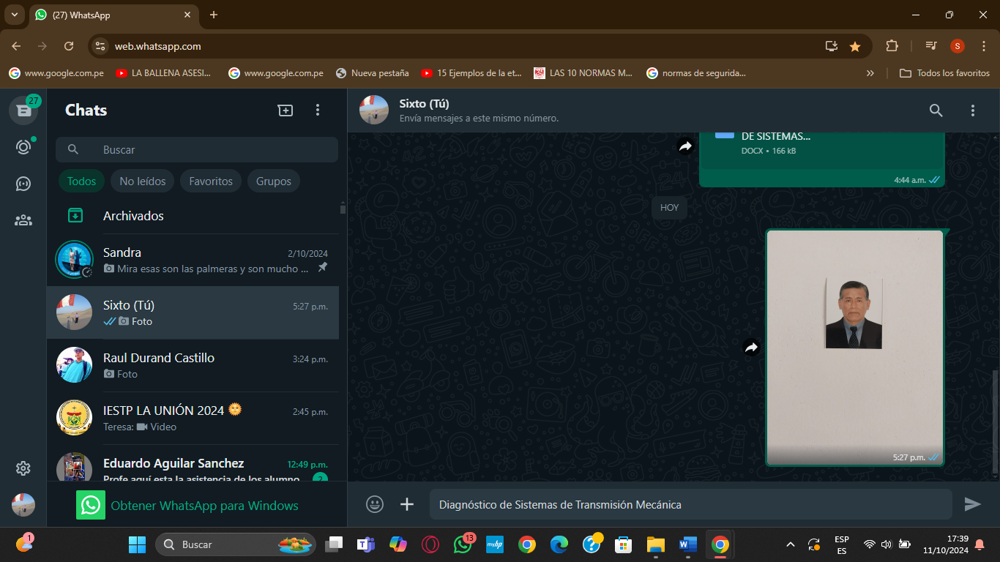 (27) WhatsApp
web.whatsapp.com
S
www.google.com.pe
LA BALLENA ASESI...
www.google.com.pe
Nueva pestaña
15 Ejemplos de la et...
LAS 10 NORMAS M...
normas de segurida...
Todos los favoritos
27
Chats
Buscar
Todos
No leídos
Favoritos
Grupos
Archivados
Sandra
2/10/2024
Mira esas son las palmeras y son mucho ...
Sixto (Tú)
5:27 p.m.
Foto
Raul Durand Castillo
3:24 p.m.
Foto
IESTP LA UNIÓN 2024
2:45 p.m.
Teresa: Video
Eduardo Aguilar Sanchez
12:49 p.m.
Profe aquí esta la asistencia de los alumno
2
Obtener WhatsApp para Windows
Sixto (Tú)
Envía mensajes a este mismo número.
DE SISTEMAS...
DOCX • 166 kB
4:44 a.m.
HOY
5:27 p.m.
Diagnóstico de Sistemas de Transmisión Mecánica
1
Buscar
13
myhp
ESP
ES
17:39
11/10/2024